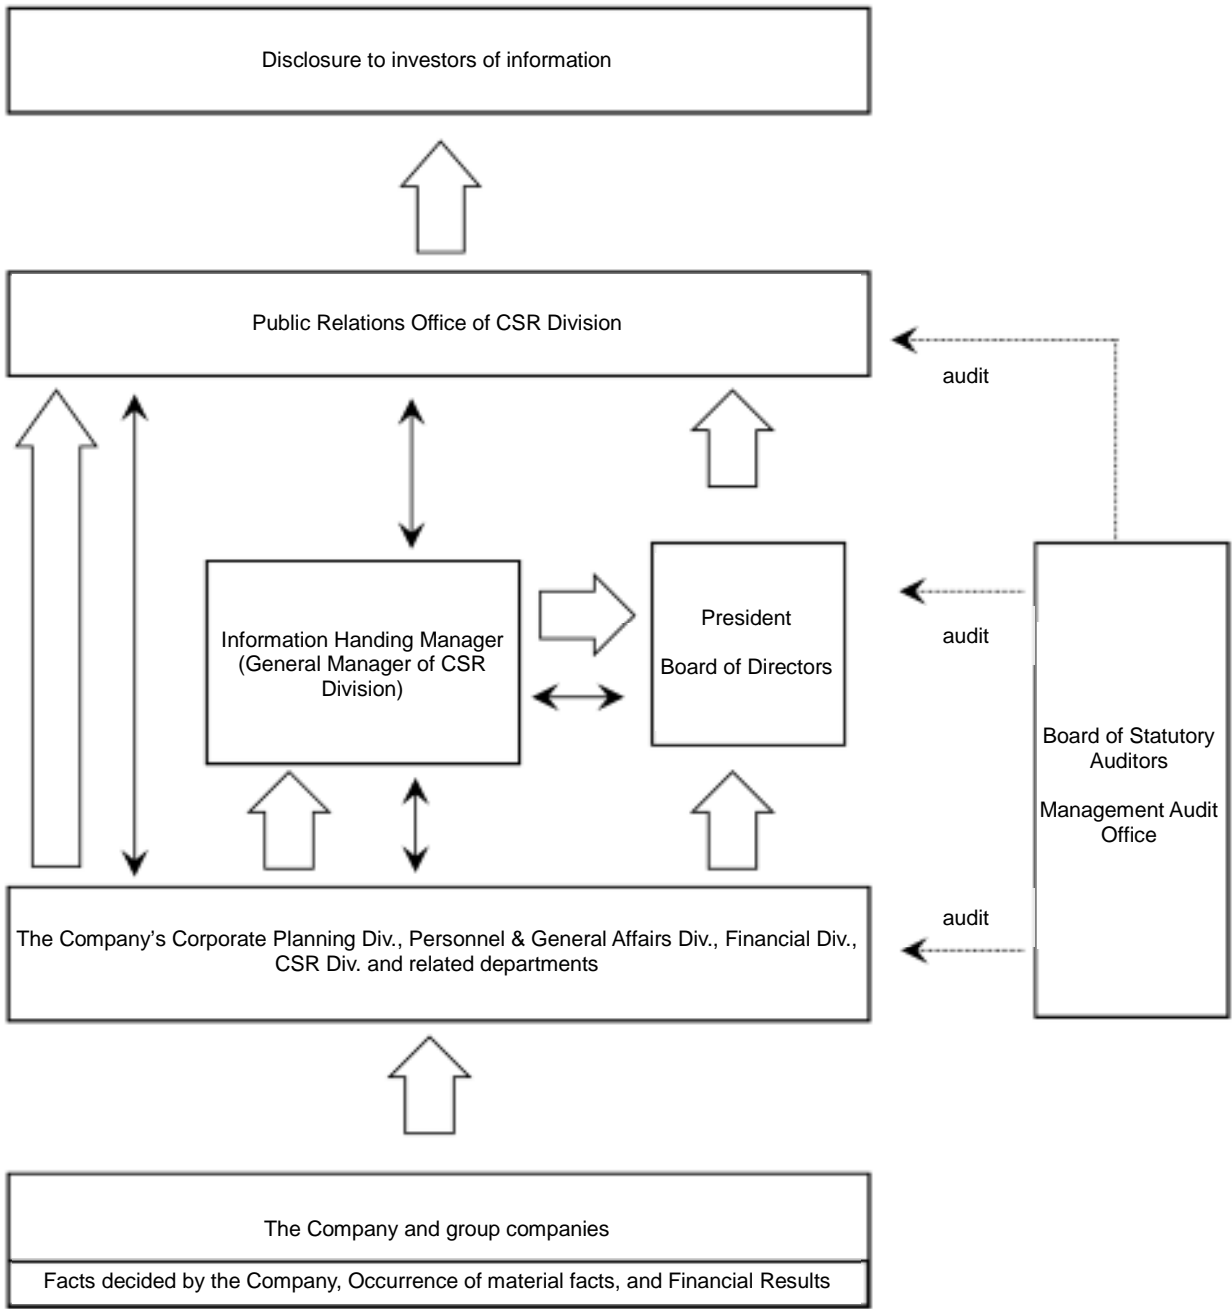 Disclosure to investors of information
Public Relations Office of CSR Division
audit
Information Handing Manager
(General Manager of CSR
Division)
President
Board of Directors
audit
Board of Statutory
Auditors
Management Audit
Office
The Company’s Corporate Planning Div., Personnel & General Affairs Div., Financial Div.,
CSR Div. and related departments
audit
The Company and group companies
Facts decided by the Company, Occurrence of material facts, and Financial Results